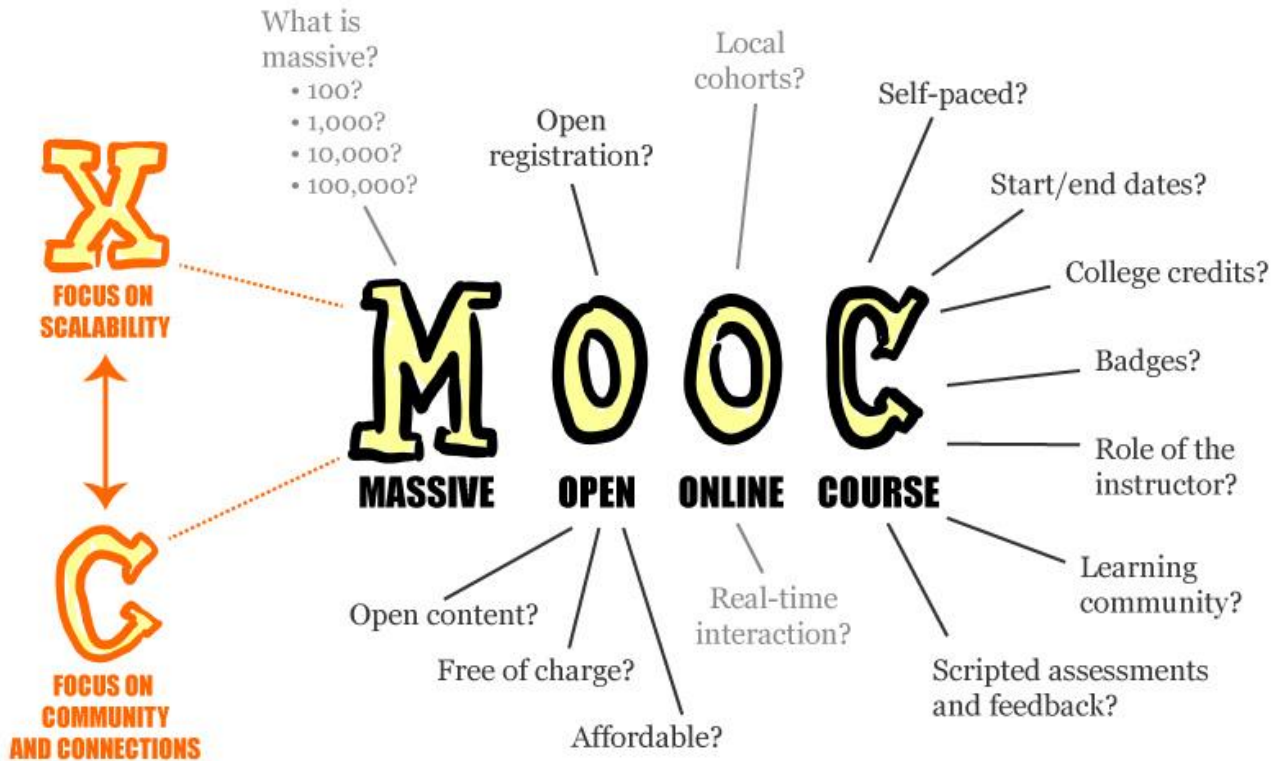 What is
massive?
• 100?
• 1,000?
• 10,000?
• 100,000?
Local
cohorts?
Self-paced?
Open
registration?
Start/end dates?
College credits?
Badges?
Role of the
instructor?
Learning
community?
Scripted assessments
and feedback?
X
FOCUS ON
SCALABILITY
C
FOCUS ON
COMMUNITY
AND CONNECTIONS
MOOC
MASSIVE OPEN ONLINE COURSE
Open content?
Free of charge?
Affordable?
Real-time
interaction?